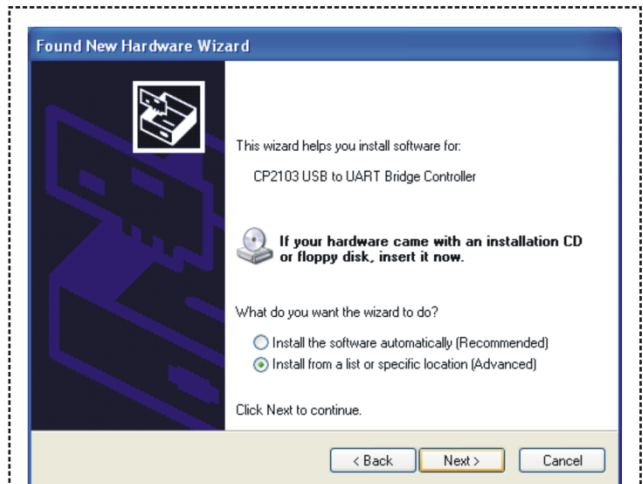 Found New Hardware Wizard
This wizard helps you install software for:
CP2103 USB to UART Bridge Controller
If your hardware came with an installation CD
or floppy disk, insert it now.
What do you want the wizard to do?
Install the software automatically (Recommended)
Install from a list or specific location (Advanced)
Click Next to continue.
< Back Next > Cancel